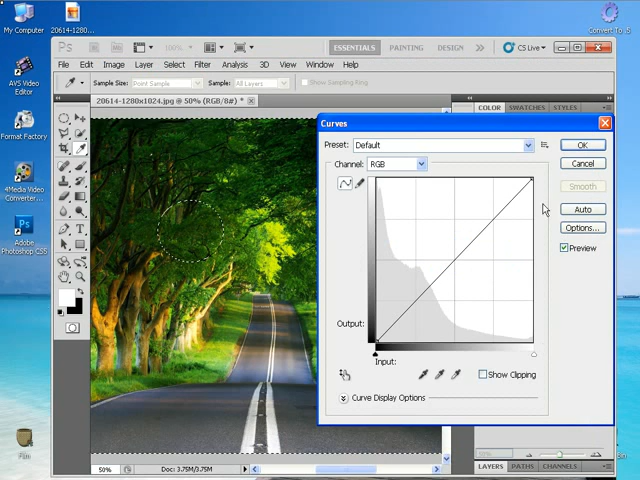 My Computer
20614-1280...
Convert To .5
Ps
100%
ESSENTIALS
PAINTING
DESIGN
CS Live
File
Edit
Image
Layer
Select
Filter
Analysis
3D
View
Window
Help
Sample Size:
Point Sample
Sample:
All Layers
Show Sampling Ring
AVS Video
Editor
20614-1280x1024.jpg @ 50% (RGB/8#) *
COLOR
SWATCHES
STYLES
Format Factory
Curves
Preset:
Default
OK
Channel:
RGB
Cancel
Smooth
Auto
Options...
Preview
4Media Video
Converter...
Adobe
Photoshop CS5
Output:
Input:
Show Clipping
Curve Display Options
Film
Bin
50%
Doc: 3.75M/3.75M
LAYERS
PATHS
CHANNELS